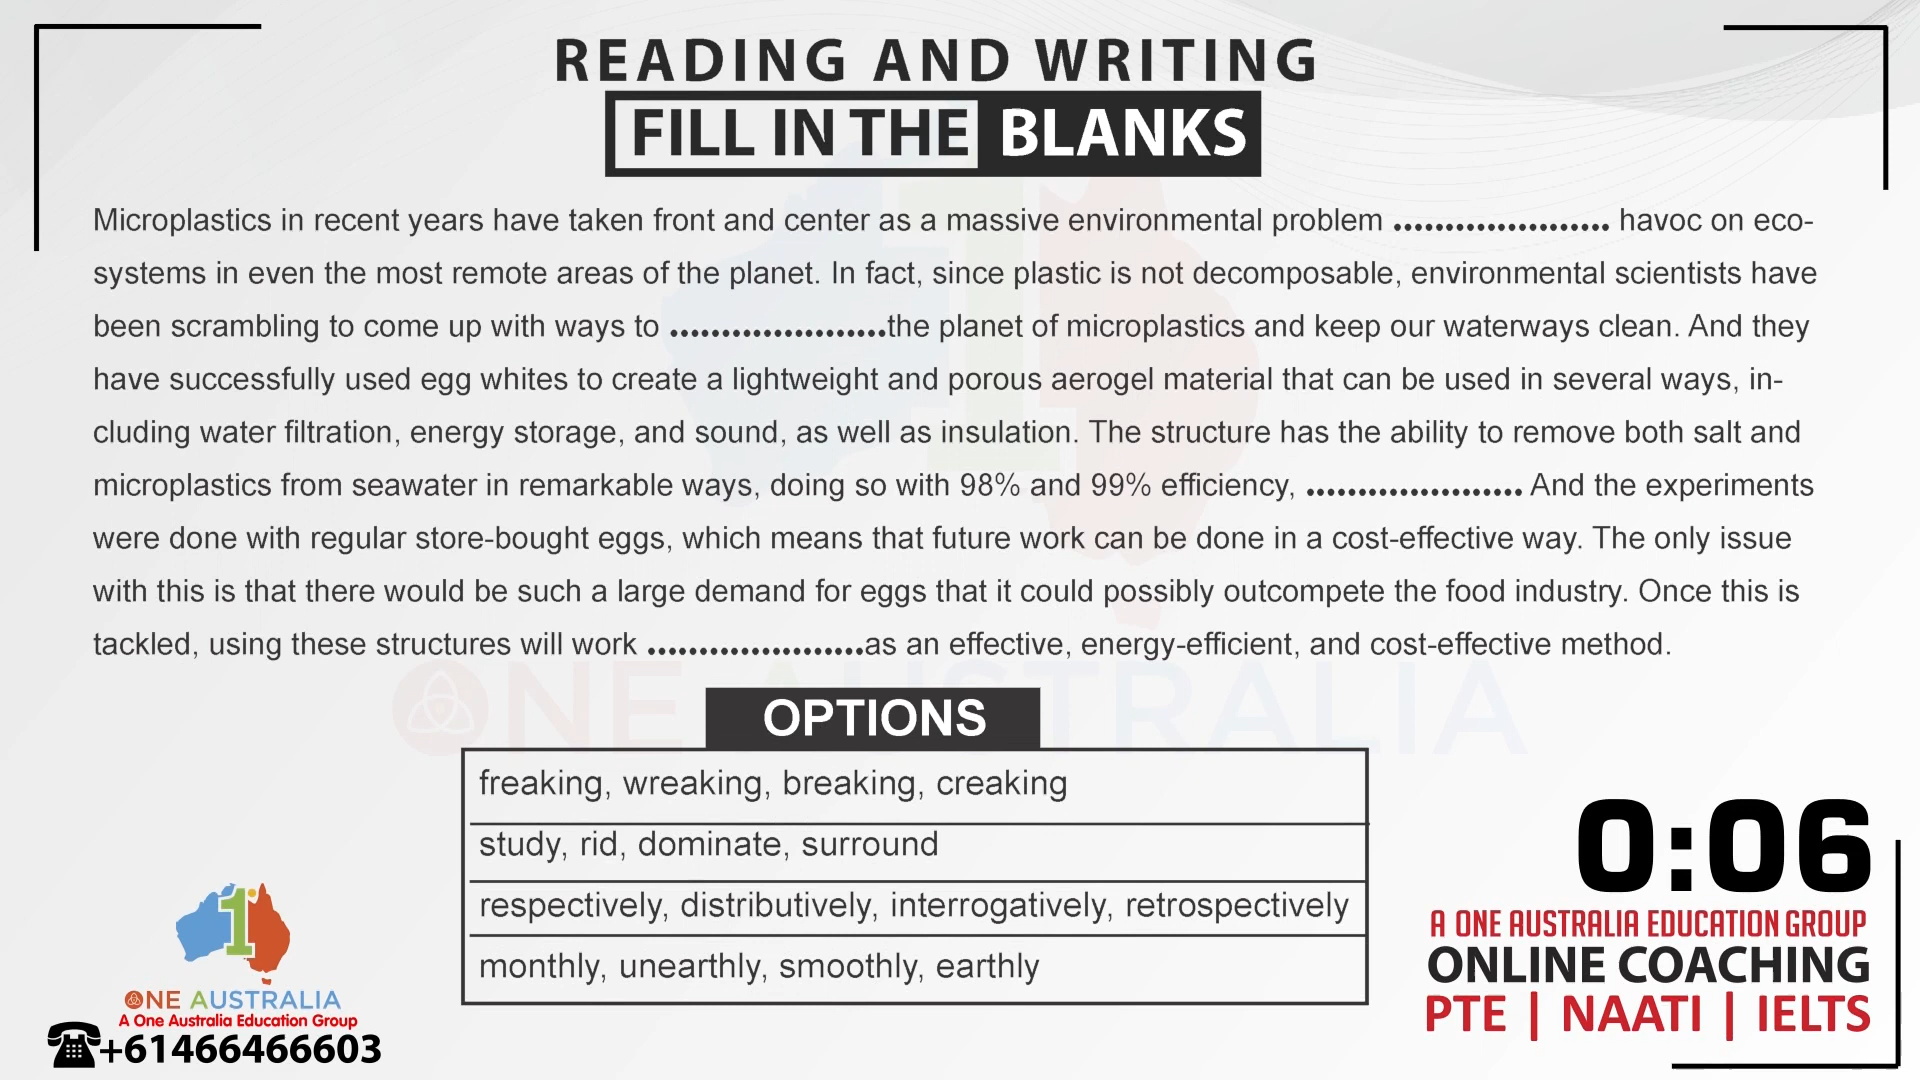 READING AND WRITING
FILL IN THE BLANKS
Microplastics in recent years have taken front and center as a massive environmental problem ..................... havoc on eco-
systems in even the most remote areas of the planet. In fact, since plastic is not decomposable, environmental scientists have
been scrambling to come up with ways to .....................the planet of microplastics and keep our waterways clean. And they
have successfully used egg whites to create a lightweight and porous aerogel material that can be used in several ways, in-
cluding water filtration, energy storage, and sound, as well as insulation. The structure has the ability to remove both salt and
microplastics from seawater in remarkable ways, doing so with 98% and 99% efficiency, ..................... And the experiments
were done with regular store-bought eggs, which means that future work can be done in a cost-effective way. The only issue
with this is that there would be such a large demand for eggs that it could possibly outcompete the food industry. Once this is
tackled, using these structures will work .....................as an effective, energy-efficient, and cost-effective method.
ONE AUSTRALIA
OPTIONS
freaking, wreaking, breaking, creaking
study, rid, dominate, surround
respectively, distributively, interrogatively, retrospectively
monthly, unearthly, smoothly, earthly
1
ONE AUSTRALIA
A One Australia Education Group
+61466466603
0:06
A ONE AUSTRALIA EDUCATION GROUP
ONLINE COACHING
PTE | NAATI | IELTS